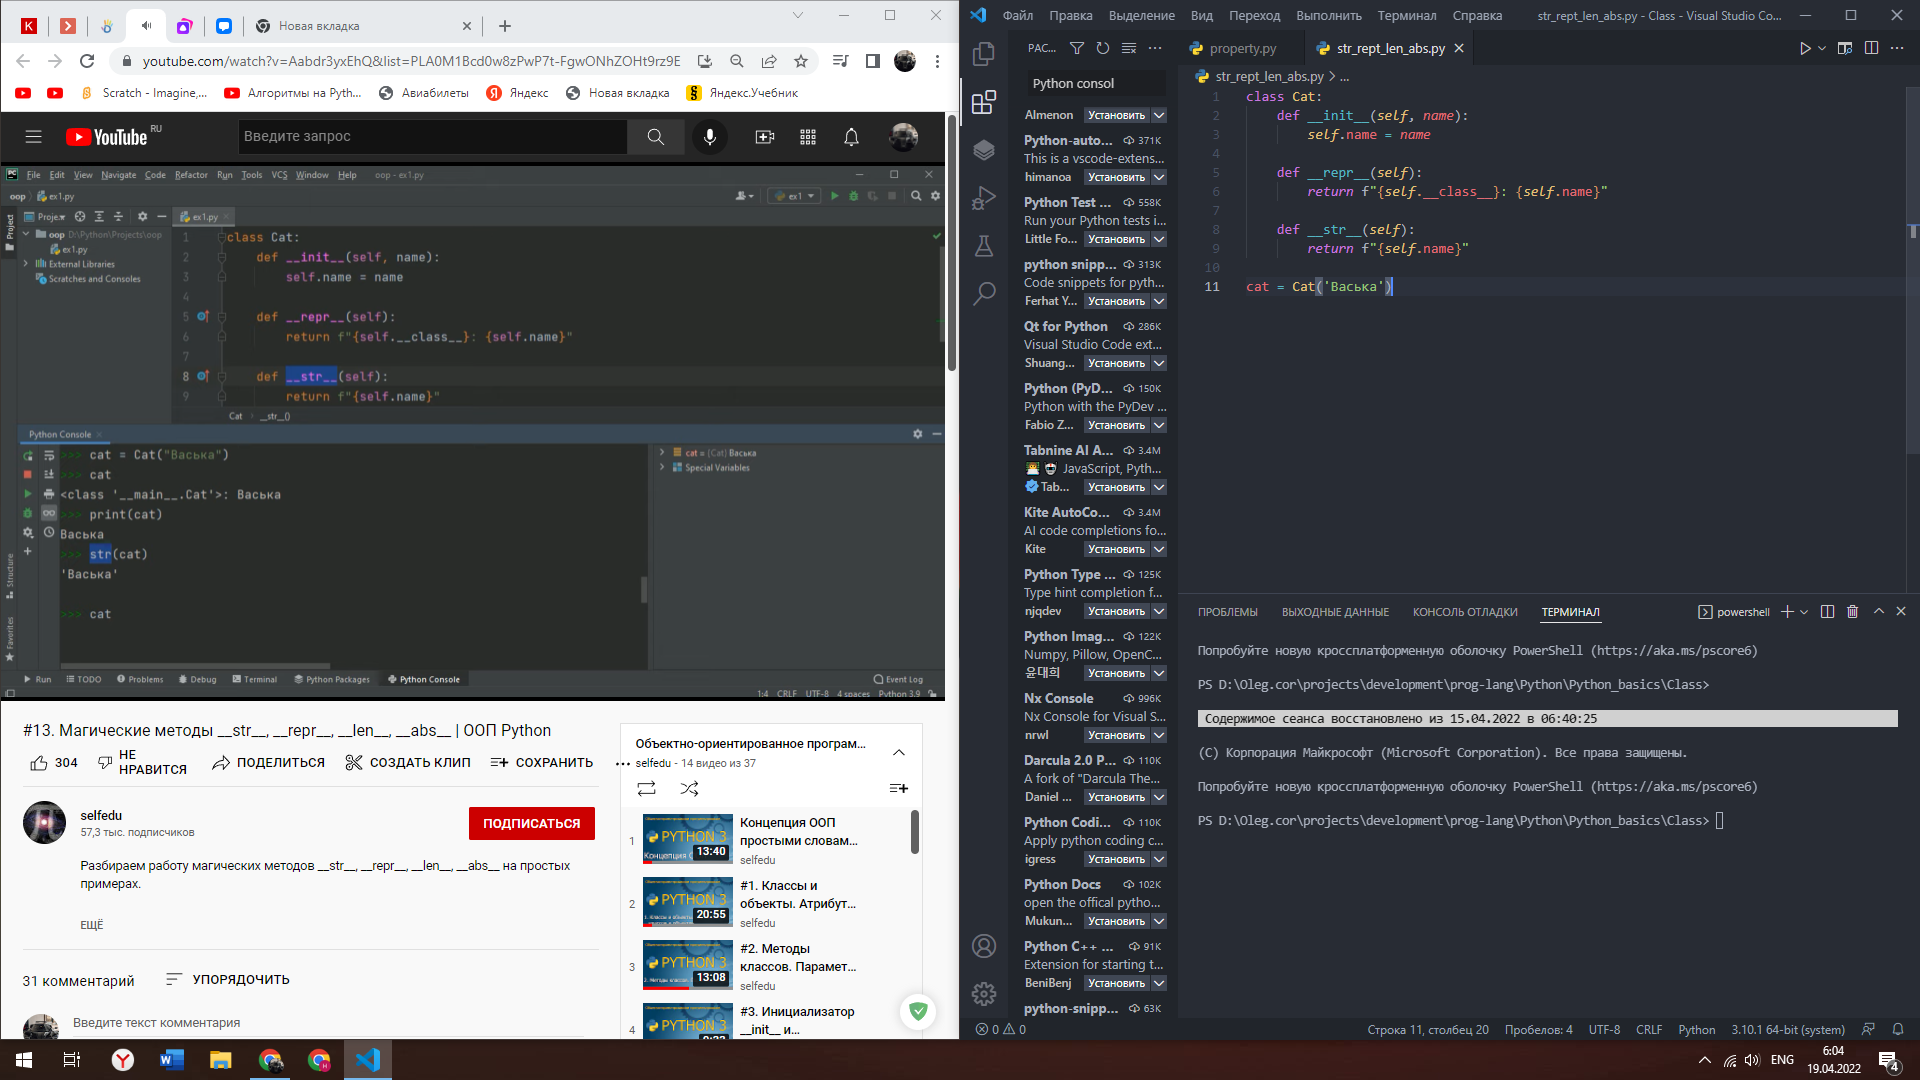 Новая вкладка
youtube.com/watch?v=Aabdr3yxEhQ&list=PLA0M1Bcd0w8zPwP7t-FgwONhZOHt9rz9E
Scratch - Imagine,...
Алгоритмы на Pyth...
Авиабилеты
Яндекс
Новая вкладка
Яндекс.Учебник
YouTube RU
Введите запрос
File Edit View Navigate Code Refactor Run Tools VCS Window Help oop - ex1.py
oop ex1.py
ex1
Project
Projec
ex1.py
oop D:\Python\Projects\oop
ex1.py
External Libraries
Scratches and Consoles
1 class Cat:
2 def __init__(self, name):
3 self.name = name
4
5 def __repr__(self):
6 return f"{self.__class__}: {self.name}"
7
8 def __str__(self):
9 return f"{self.name}"
Cat __str__()
Python Console
>>> cat = Cat("Васька")
>>> cat
<class '__main__.Cat'>: Васька
>>> print(cat)
Васька
>>> str(cat)
'Васька'
>>> cat
cat = {Cat} Васька
Special Variables
Structure
Favorites
Run TODO Problems Debug Terminal Python Packages Python Console Event Log
1:4 CRLF UTF-8 4 spaces Python 3.9
#13. Магические методы __str__, __repr__, __len__, __abs__ | ООП Python
304
НЕ НРАВИТСЯ
ПОДЕЛИТЬСЯ
СОЗДАТЬ КЛИП
СОХРАНИТЬ
selfedu
57,3 тыс. подписчиков
ПОДПИСАТЬСЯ
Разбираем работу магических методов __str__, __repr__, __len__, __abs__ на простых
примерах.
ЕЩЁ
31 комментарий
УПОРЯДОЧИТЬ
Введите текст комментария
Объектно-ориентированное програм...
selfedu - 14 видео из 37
1
PYTHON 3
13:40
Концепция ООП
простыми словам...
selfedu
2
PYTHON 3
20:55
#1. Классы и
объекты. Атрибут...
selfedu
3
PYTHON 3
13:08
#2. Методы
классов. Парамет...
selfedu
4
PYTHON 3
#3. Инициализатор
__init__ и...
Файл Правка Выделение Вид Переход Выполнить Терминал Справка
str_rept_len_abs.py - Class - Visual Studio Co...
РАС...
Python consol
Almenon Установить
Python-auto... 371K
This is a vscode-extens...
himanoa Установить
Python Test ... 558K
Run your Python tests i...
Little Fo... Установить
python snipp... 313K
Code snippets for pyth...
Ferhat Y... Установить
Qt for Python 286K
Visual Studio Code ext...
Shuang... Установить
Python (PyD... 150K
Python with the PyDev ...
Fabio Z... Установить
Tabnine AI A... 3.4M
JavaScript, Pyth...
Tab... Установить
Kite AutoCo... 3.4M
AI code completions fo...
Kite Установить
Python Type ... 125K
Type hint completion f...
njqdev Установить
Python Imag... 122K
Numpy, Pillow, OpenC...
윤대희 Установить
Nx Console 996K
Nx Console for Visual S...
nrwl Установить
Darcula 2.0 P... 110K
A fork of "Darcula The...
Daniel ... Установить
Python Codi... 110K
Apply python coding c...
igress Установить
Python Docs 102K
open the offical pytho...
Mukun... Установить
Python C++ ... 91K
Extension for starting t...
BeniBenj Установить
python-snipp... 63K
property.py
str_rept_len_abs.py
str_rept_len_abs.py > ...
1 class Cat:
2 def __init__(self, name):
3 self.name = name
4
5 def __repr__(self):
6 return f"{self.__class__}: {self.name}"
7
8 def __str__(self):
9 return f"{self.name}"
10
11 cat = Cat('Васька')
ПРОБЛЕМЫ ВЫХОДНЫЕ ДАННЫЕ КОНСОЛЬ ОТЛАДКИ ТЕРМИНАЛ powershell
Попробуйте новую кроссплатформенную оболочку PowerShell (https://aka.ms/pscore6)
PS D:\Oleg.cor\projects\development\prog-lang\Python\Python_basics\Class>
Содержимое сеанса восстановлено из 15.04.2022 в 06:40:25
(C) Корпорация Майкрософт (Microsoft Corporation). Все права защищены.
Попробуйте новую кроссплатформенную оболочку PowerShell (https://aka.ms/pscore6)
PS D:\Oleg.cor\projects\development\prog-lang\Python\Python_basics\Class>
0 0
Строка 11, столбец 20 Пробелов: 4 UTF-8 CRLF Python 3.10.1 64-bit (system)
ENG
6:04
19.04.2022
4